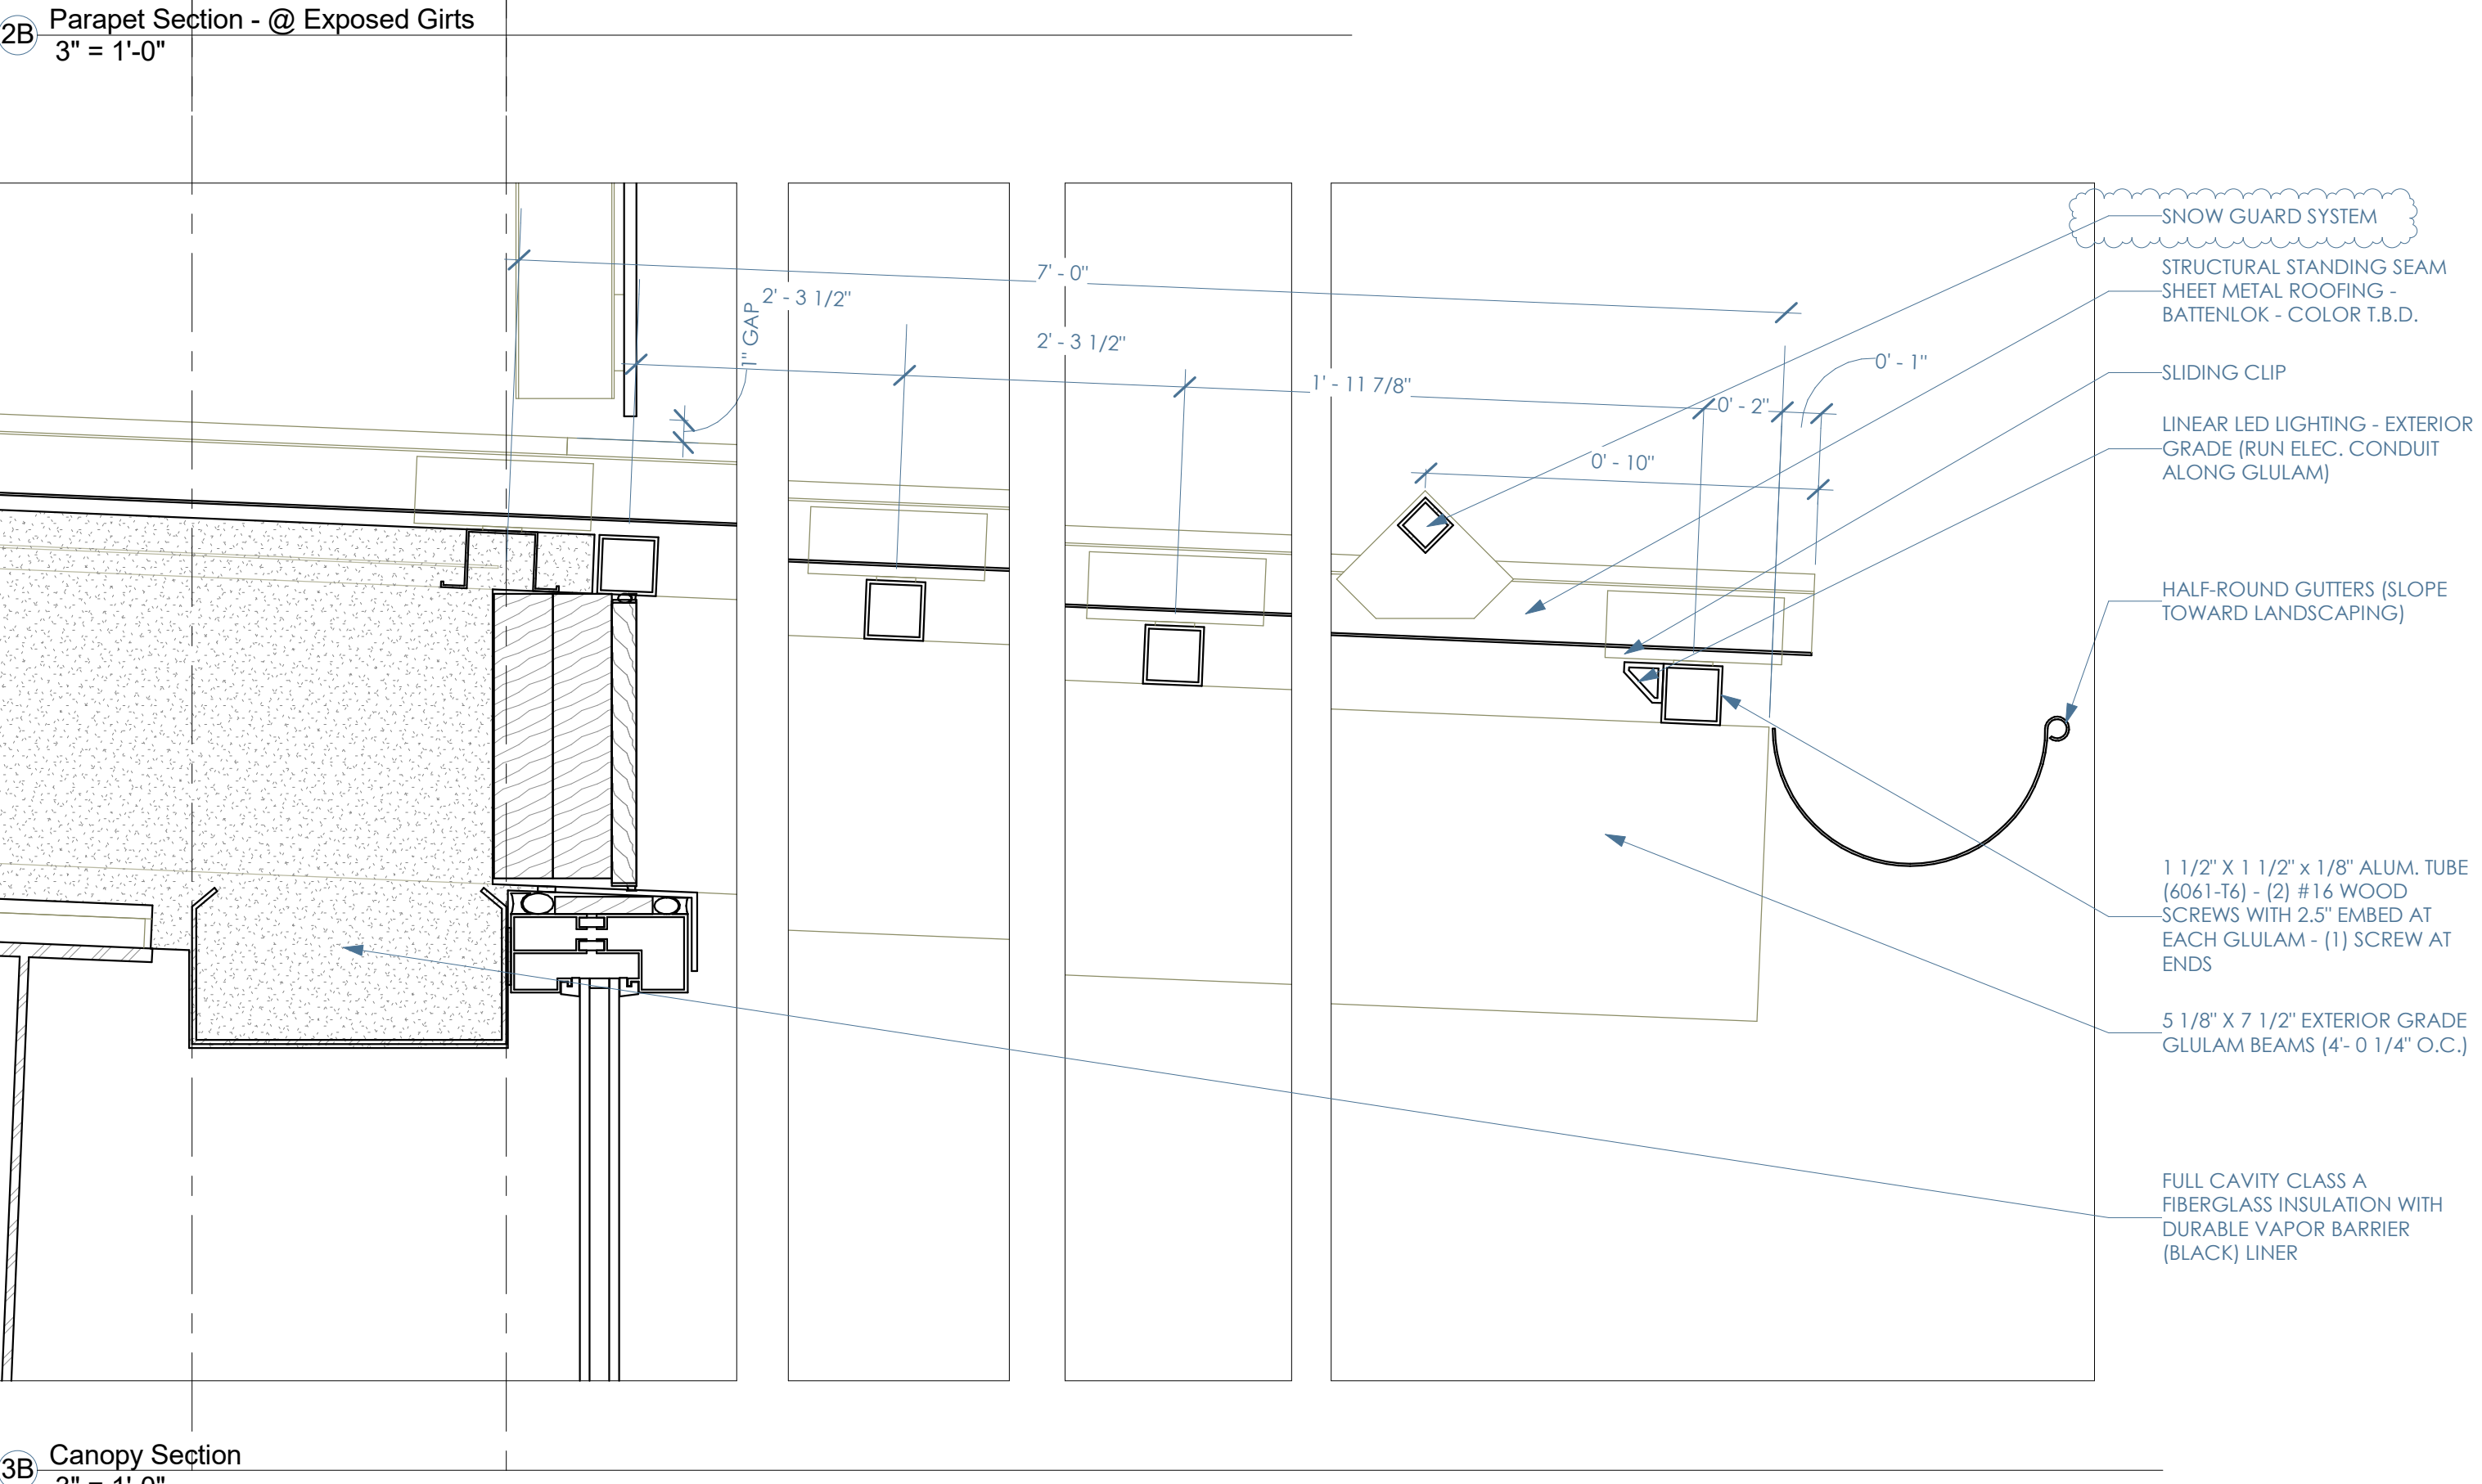 2B
Parapet Section - @ Exposed Girts
3" = 1'-0"
7' - 0"
1" GAP
2' - 3 1/2"
2' - 3 1/2"
1' - 11 7/8"
0' - 2"
0' - 1"
0' - 10"
SNOW GUARD SYSTEM
STRUCTURAL STANDING SEAM
SHEET METAL ROOFING -
BATTENLOK - COLOR T.B.D.
SLIDING CLIP
LINEAR LED LIGHTING - EXTERIOR
GRADE (RUN ELEC. CONDUIT
ALONG GLULAM)
HALF-ROUND GUTTERS (SLOPE
TOWARD LANDSCAPING)
1 1/2" X 1 1/2" x 1/8" ALUM. TUBE
(6061-T6) - (2) #16 WOOD
SCREWS WITH 2.5" EMBED AT
EACH GLULAM - (1) SCREW AT
ENDS
5 1/8" X 7 1/2" EXTERIOR GRADE
GLULAM BEAMS (4'- 0 1/4" O.C.)
FULL CAVITY CLASS A
FIBERGLASS INSULATION WITH
DURABLE VAPOR BARRIER
(BLACK) LINER
3B
Canopy Section
3" = 1'-0"